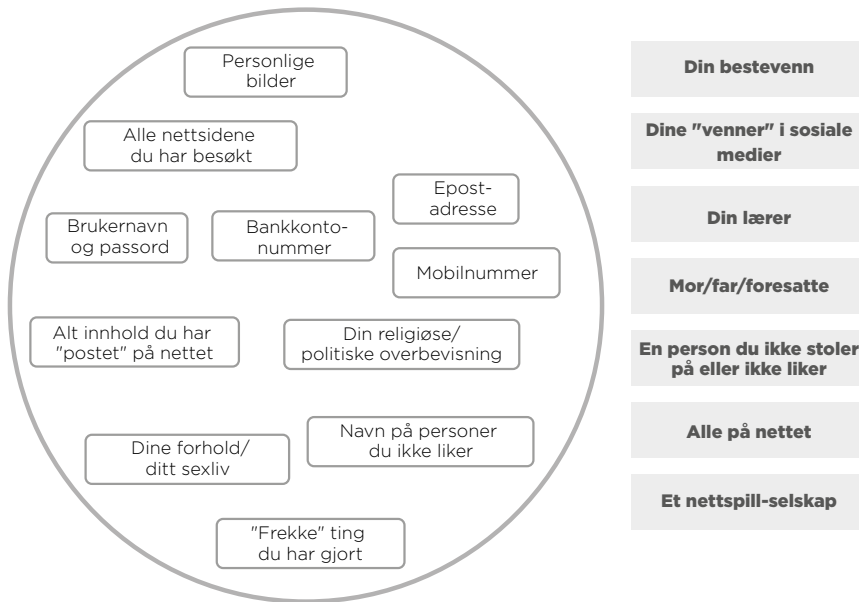 Personlige
bilder
Alle nettsidene
du har besøkt
Epost-
adresse
Brukernavn
og passord
Bankkonto-
nummer
Mobilnummer
Alt innhold du har
"postet" på nettet
Din religiøse/
politiske overbevisning
Dine forhold/
ditt sexliv
Navn på personer
du ikke liker
"Frekke" ting
du har gjort
Din bestevenn
Dine "venner" i sosiale
medier
Din lærer
Mor/far/foresatte
En person du ikke stoler
på eller ikke liker
Alle på nettet
Et nettspill-selskap